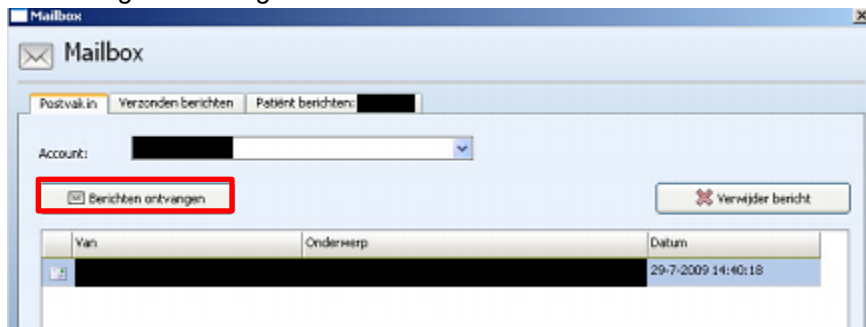 Mailbox
Mailbox
Postvak in Verzonden berichten Patiënt berichten:
Account:
Berichten ontvangen Verwijder bericht
Van Onderwerp Datum
29-7-2009 14:40:18